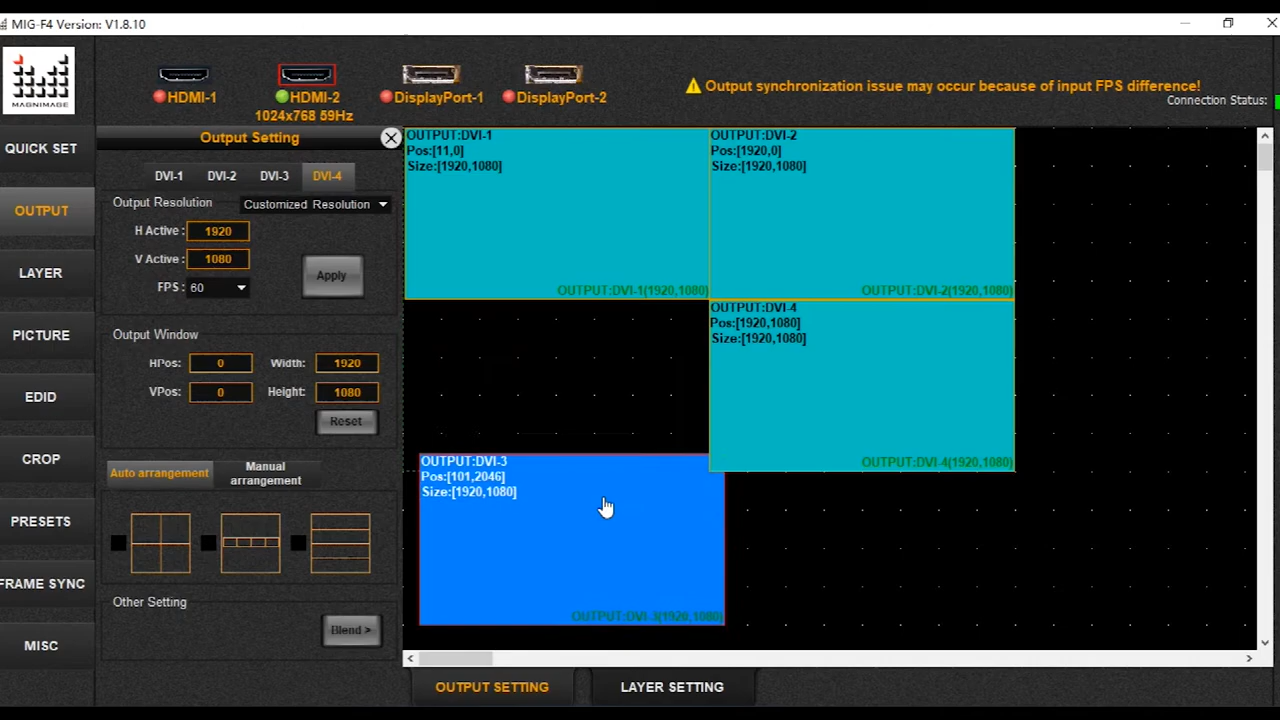 MIG-F4 Version: V1.8.10
MAGNIMAGE
HDMI-1
HDMI-2
1024x768 59Hz
DisplayPort-1
DisplayPort-2
Output synchronization issue may occur because of input FPS difference!
Connection Status:
QUICK SET
OUTPUT
LAYER
PICTURE
EDID
CROP
PRESETS
FRAME SYNC
MISC
Output Setting
DVI-1
DVI-2
DVI-3
DVI-4
Output Resolution
Customized Resolution
H Active :
1920
V Active :
1080
FPS :
60
Apply
Output Window
HPos:
0
Width:
1920
VPos:
0
Height:
1080
Reset
Auto arrangement
Manual
arrangement
Other Setting
Blend >
OUTPUT:DVI-1
Pos:[11,0]
Size:[1920,1080]
OUTPUT:DVI-1(1920,1080)
OUTPUT:DVI-2
Pos:[1920,0]
Size:[1920,1080]
OUTPUT:DVI-2(1920,1080)
OUTPUT:DVI-4
Pos:[1920,1080]
Size:[1920,1080]
OUTPUT:DVI-4(1920,1080)
OUTPUT:DVI-3
Pos:[101,2046]
Size:[1920,1080]
OUTPUT:DVI-3(1920,1080)
OUTPUT SETTING
LAYER SETTING